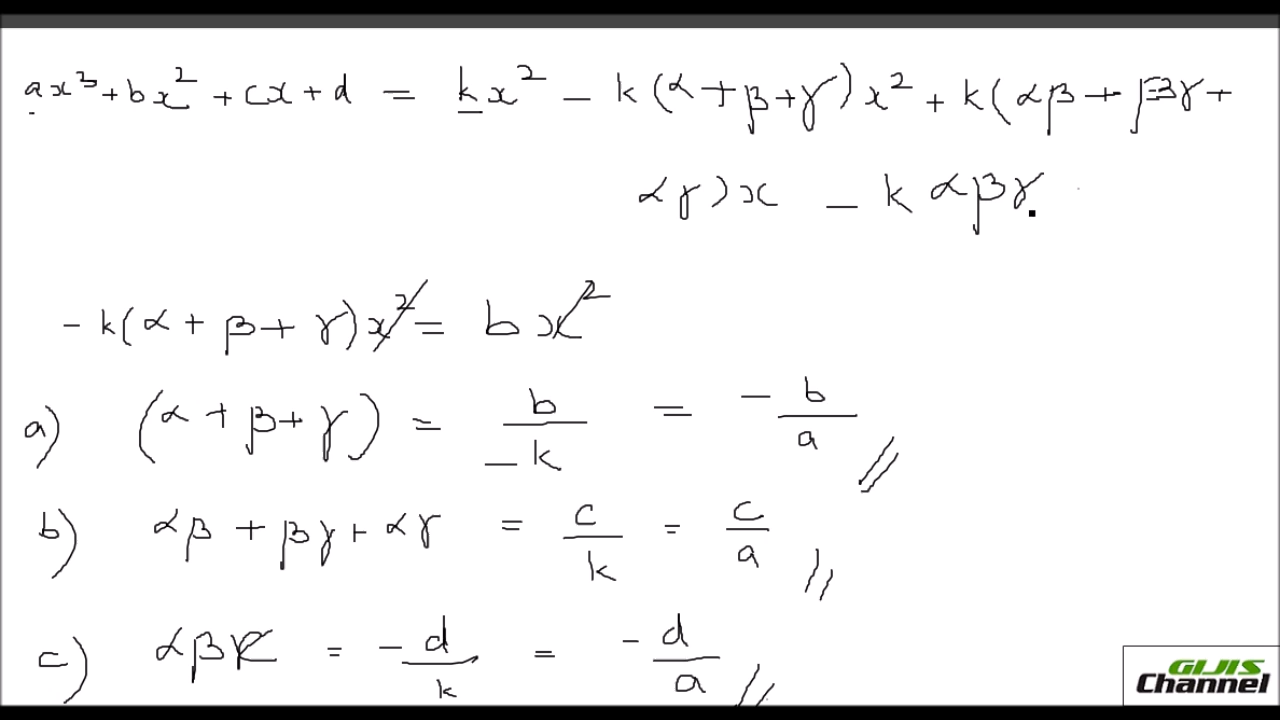 ax³ + bx² + cx + d = kx² - k(α + β + γ)x² + k(αβ + βγ +
αγ)x - kαβγ
- k(α + β + γ)x² = bx²
a) (α + β + γ) = b/-k = - b/a //
b) αβ + βγ + αγ = c/k = c/a //
c) αβγ = - d/k = - d/a //
GIJIS
Channel